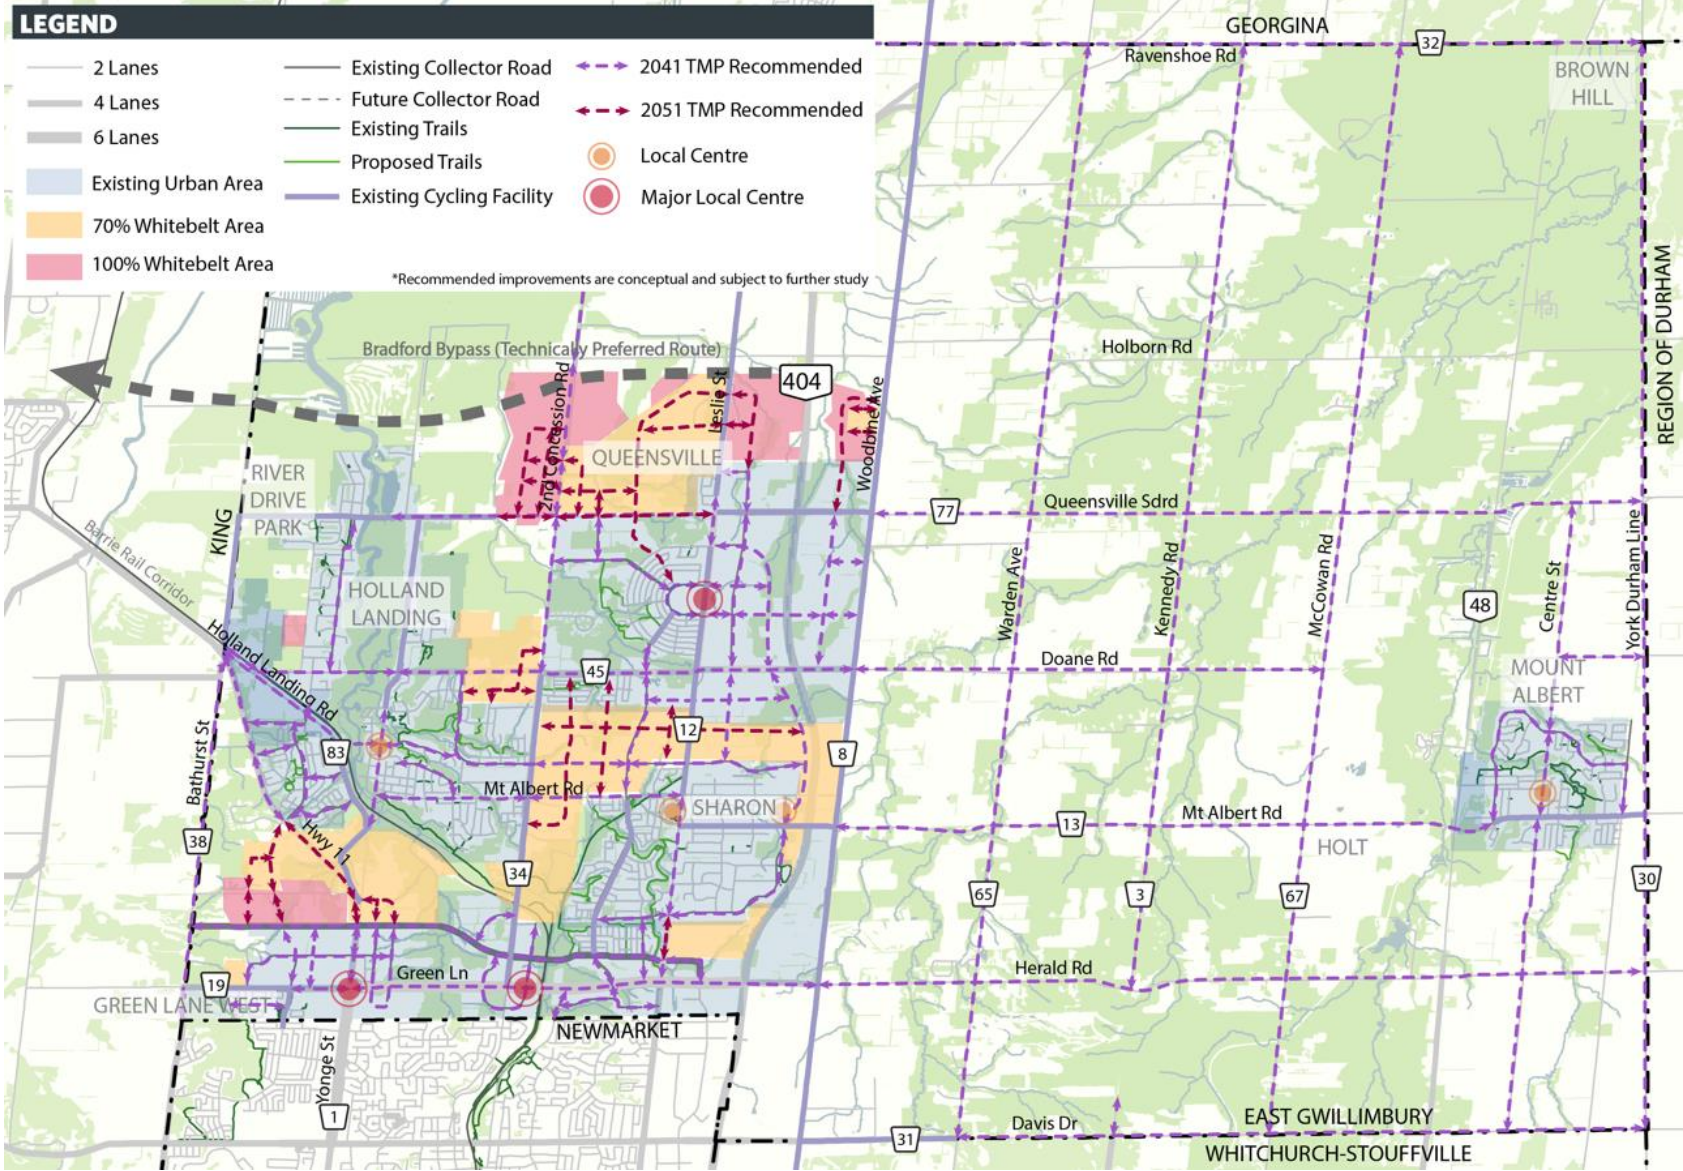 LEGEND
2 Lanes
4 Lanes
6 Lanes
Existing Urban Area
70% Whitebelt Area
100% Whitebelt Area
Existing Collector Road
Future Collector Road
Existing Trails
Proposed Trails
Existing Cycling Facility
2041 TMP Recommended
2051 TMP Recommended
Local Centre
Major Local Centre
*Recommended improvements are conceptual and subject to further study
GEORGINA
32
Ravenshoe Rd
BROWN
HILL
REGION OF DURHAM
Holborn Rd
Bradford Bypass (Technically Preferred Route)
404
2nd Concession Rd
Leslie St
Woodbine Ave
QUEENSVILLE
RIVER
DRIVE
PARK
KING
Barrie Rail Corridor
77
Queensville Sdrd
York Durham Line
HOLLAND
LANDING
Warden Ave
Kennedy Rd
McCowan Rd
48
Centre St
Holland Landing Rd
45
Doane Rd
MOUNT
ALBERT
Bathurst St
83
12
8
Mt Albert Rd
SHARON
13
Mt Albert Rd
HOLT
38
Hwy 11
34
65
3
67
30
Green Ln
Herald Rd
19
GREEN LANE WEST
NEWMARKET
Yonge St
1
31
Davis Dr
EAST GWILLIMBURY
WHITCHURCH-STOUFFVILLE